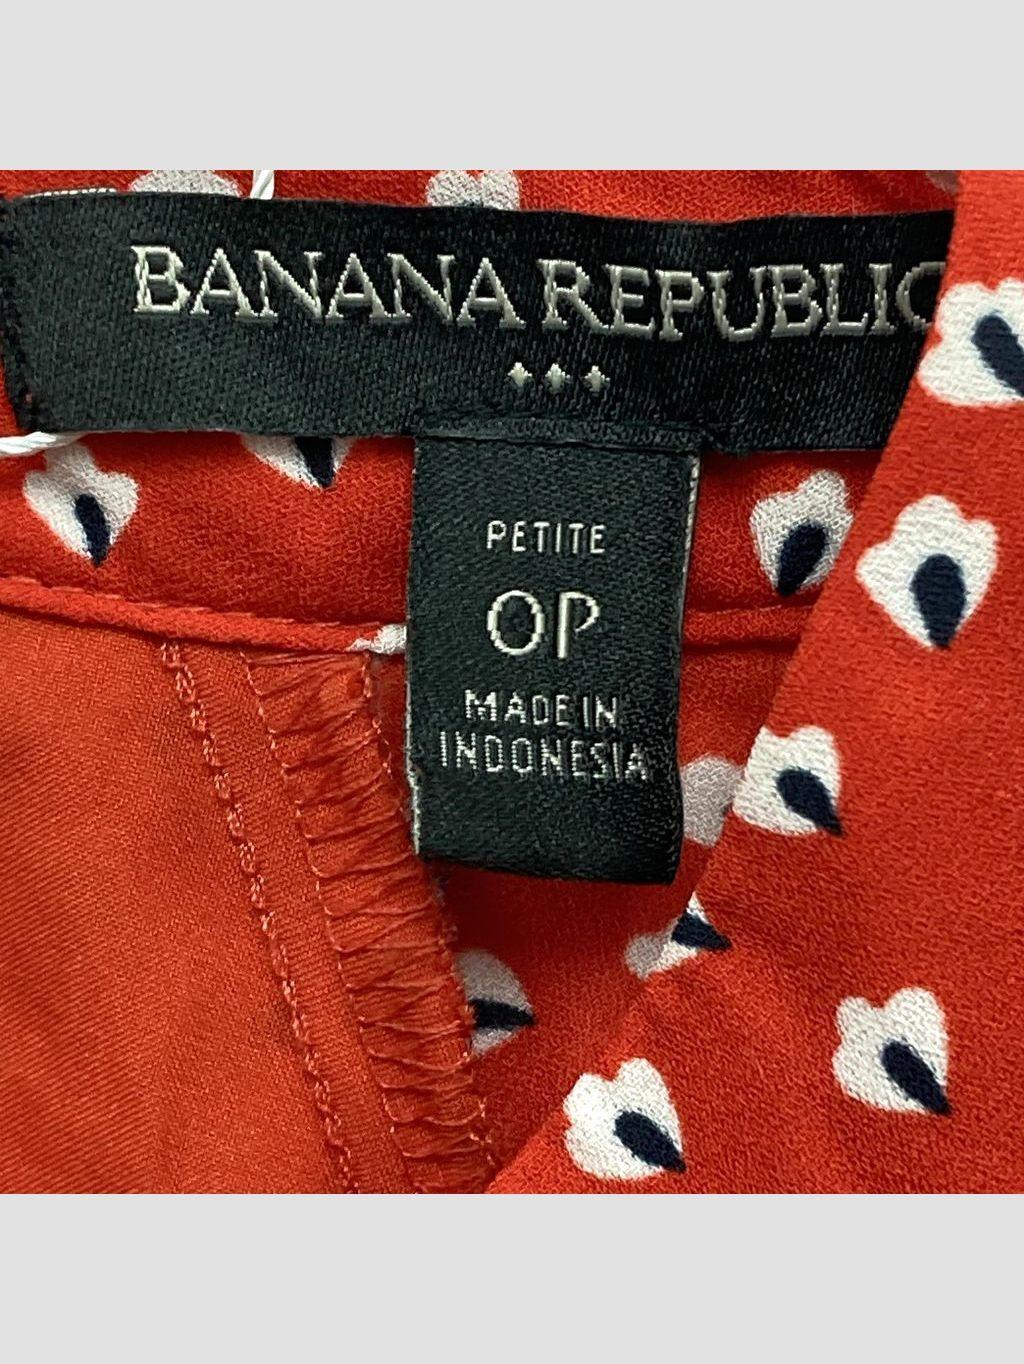 BANANA REPUBLIC
PETITE
0P
MADE IN
INDONESIA